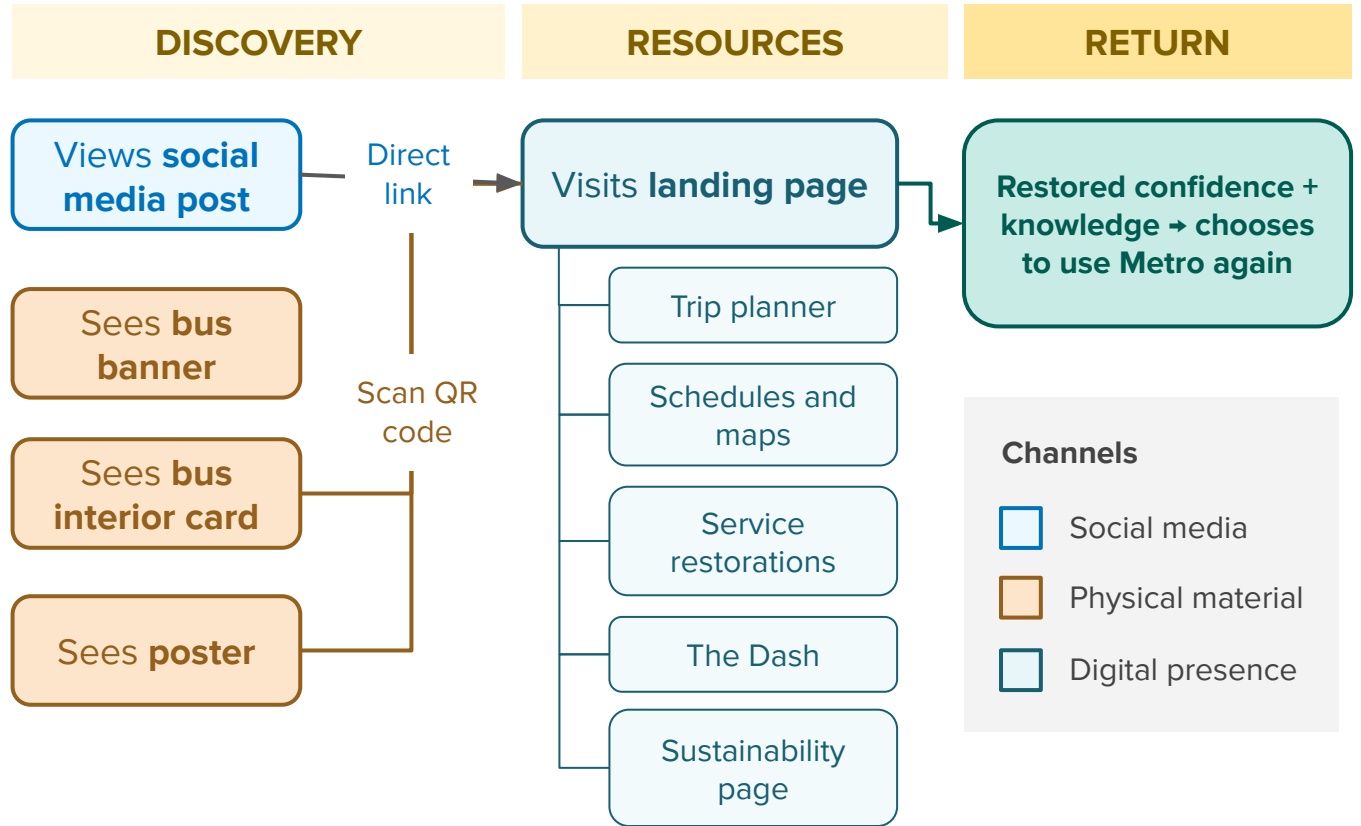 DISCOVERY
RESOURCES
RETURN
Views social
media post
Direct
link
Sees bus
banner
Scan QR
code
Sees bus
interior card
Sees poster
Visits landing page
Trip planner
Schedules and
maps
Service
restorations
The Dash
Sustainability
page
Restored confidence +
knowledge → chooses
to use Metro again
Channels
Social media
Physical material
Digital presence